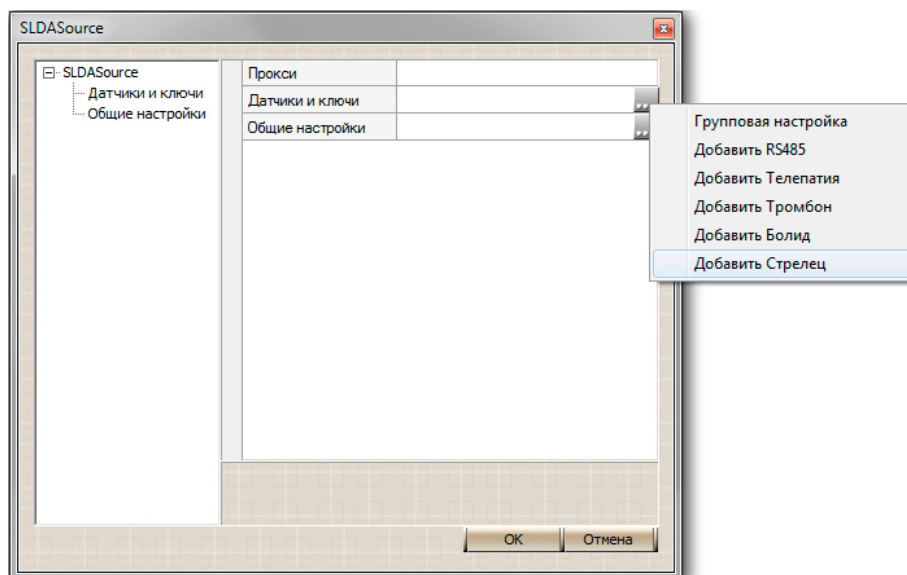 SLDASource
SLDASource
Датчики и ключи
Общие настройки
Прокси
Датчики и ключи
Общие настройки
Групповая настройка
Добавить RS485
Добавить Телепатия
Добавить Тромбон
Добавить Болид
Добавить Стрелец
OK
Отмена